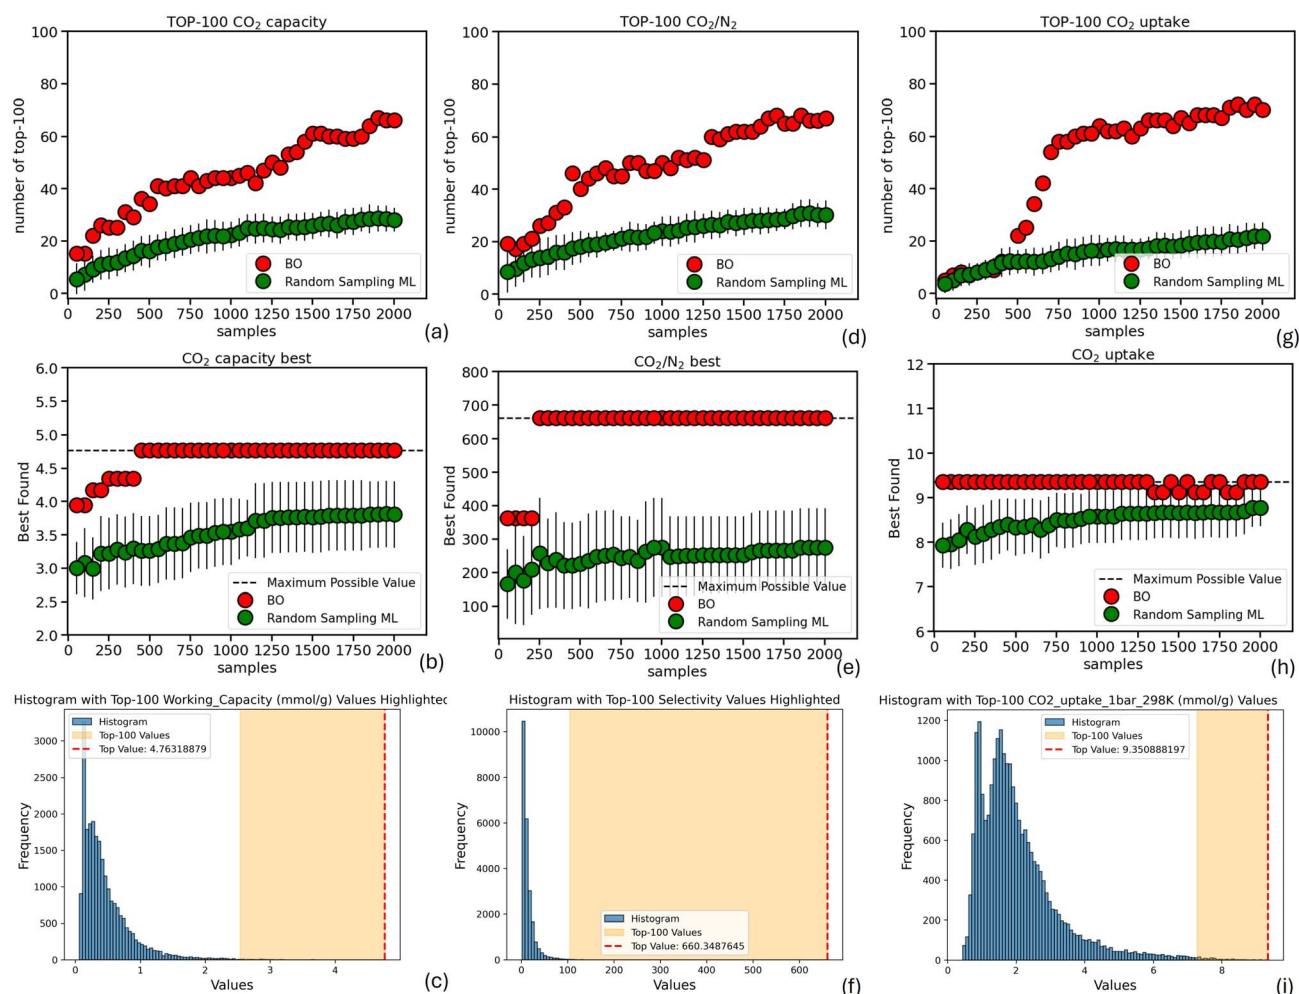 TOP-100 CO₂ capacity
100
80
60
40
20
0
number of top-100
BO
Random Sampling ML
0 250 500 750 1000 1250 1500 1750 2000
samples
(a)
TOP-100 CO₂/N₂
100
80
60
40
20
0
number of top-100
BO
Random Sampling ML
0 250 500 750 1000 1250 1500 1750 2000
samples
(d)
TOP-100 CO₂ uptake
100
80
60
40
20
0
number of top-100
BO
Random Sampling ML
0 250 500 750 1000 1250 1500 1750 2000
samples
(g)
CO₂ capacity best
6.0
5.5
5.0
4.5
4.0
3.5
3.0
2.5
2.0
Best Found
Maximum Possible Value
BO
Random Sampling ML
0 250 500 750 1000 1250 1500 1750 2000
samples
(b)
CO₂/N₂ best
800
700
600
500
400
300
200
100
Best Found
Maximum Possible Value
BO
Random Sampling ML
0 250 500 750 1000 1250 1500 1750 2000
samples
(e)
CO₂ uptake
12
11
10
9
8
7
6
Best Found
Maximum Possible Value
BO
Random Sampling ML
0 250 500 750 1000 1250 1500 1750 2000
samples
(h)
Histogram with Top-100 Working_Capacity (mmol/g) Values Highlighted
3000
2500
2000
1500
1000
500
0
Frequency
Histogram
Top-100 Values
Top Value: 4.76318879
0 1 2 3 4
Values
(c)
Histogram with Top-100 Selectivity Values Highlighted
10000
8000
6000
4000
2000
0
Frequency
Histogram
Top-100 Values
Top Value: 660.3487645
0 100 200 300 400 500 600
Values
(f)
Histogram with Top-100 CO2_uptake_1bar_298K (mmol/g) Values
1200
1000
800
600
400
200
0
Frequency
Histogram
Top-100 Values
Top Value: 9.350888197
0 2 4 6 8
Values
(i)